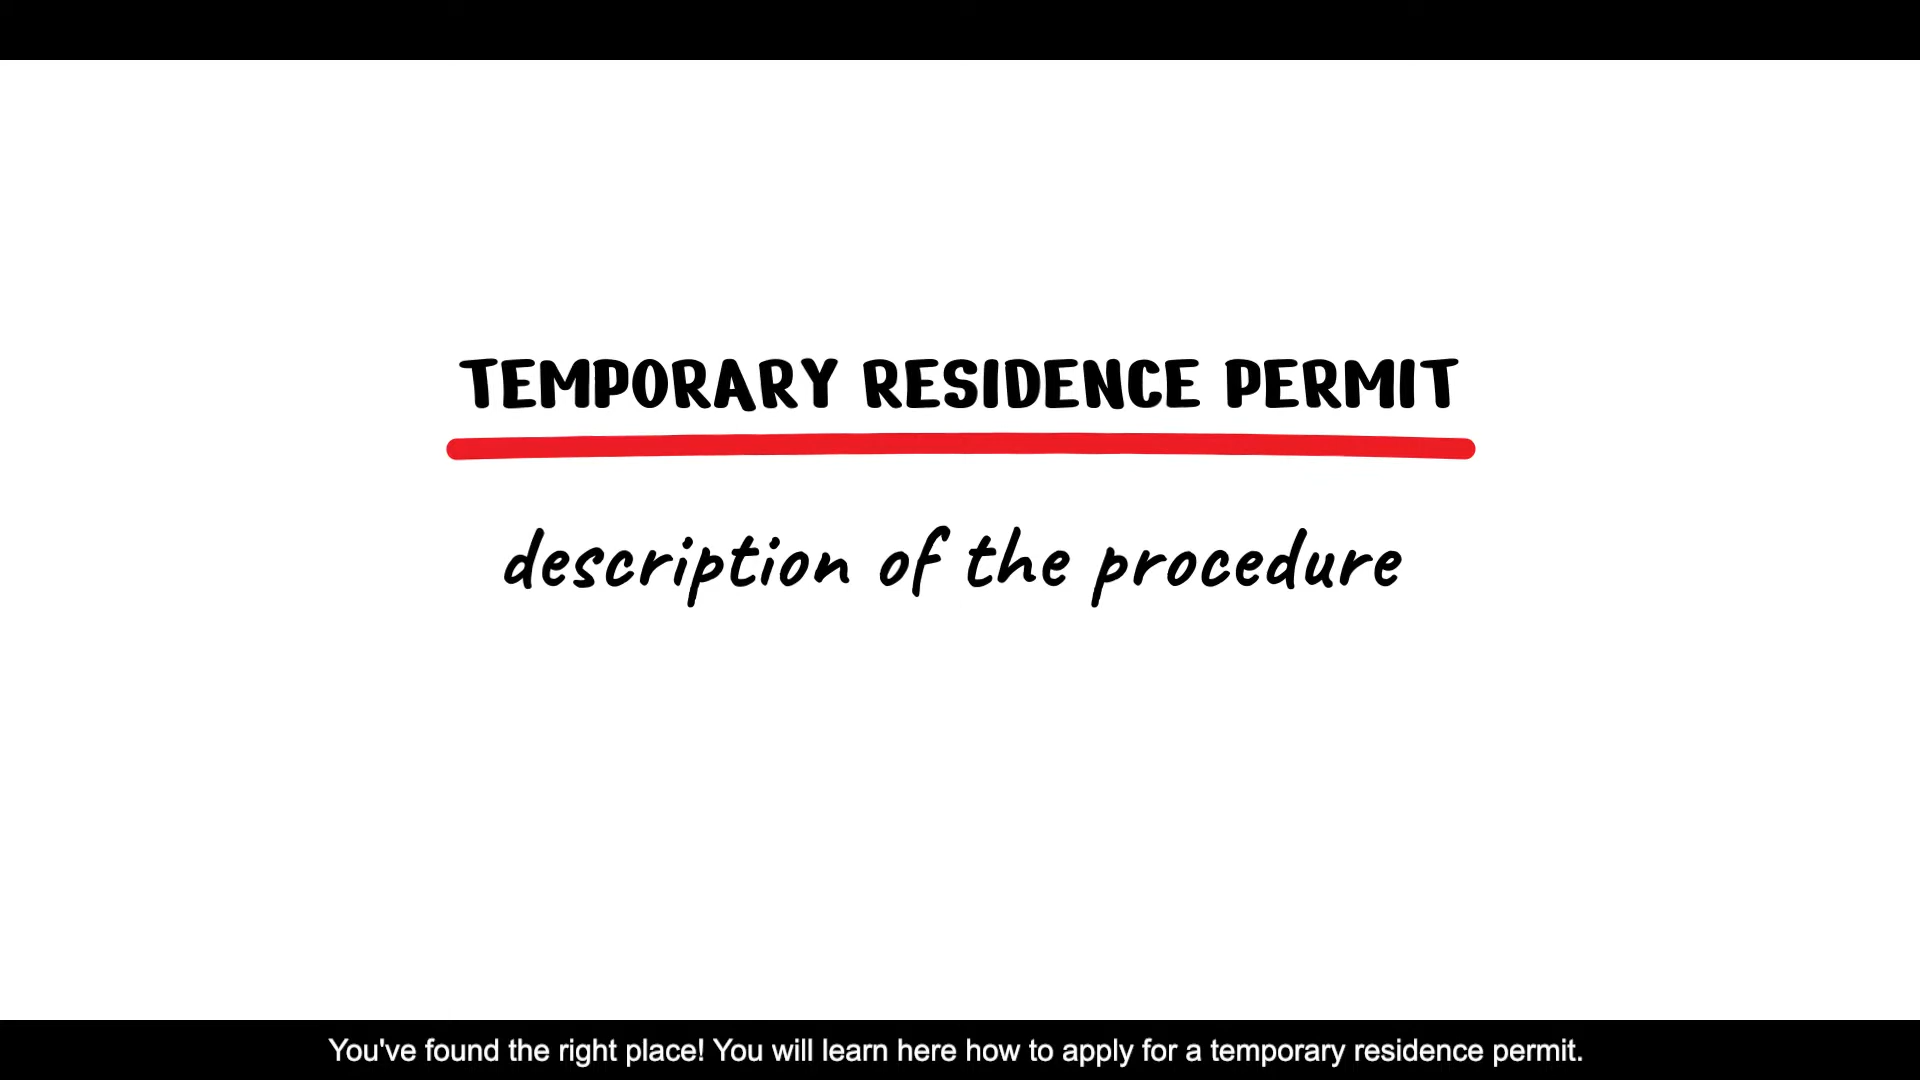 TEMPORARY RESIDENCE PERMIT
description of the procedure
You've found the right place! You will learn here how to apply for a temporary residence permit.